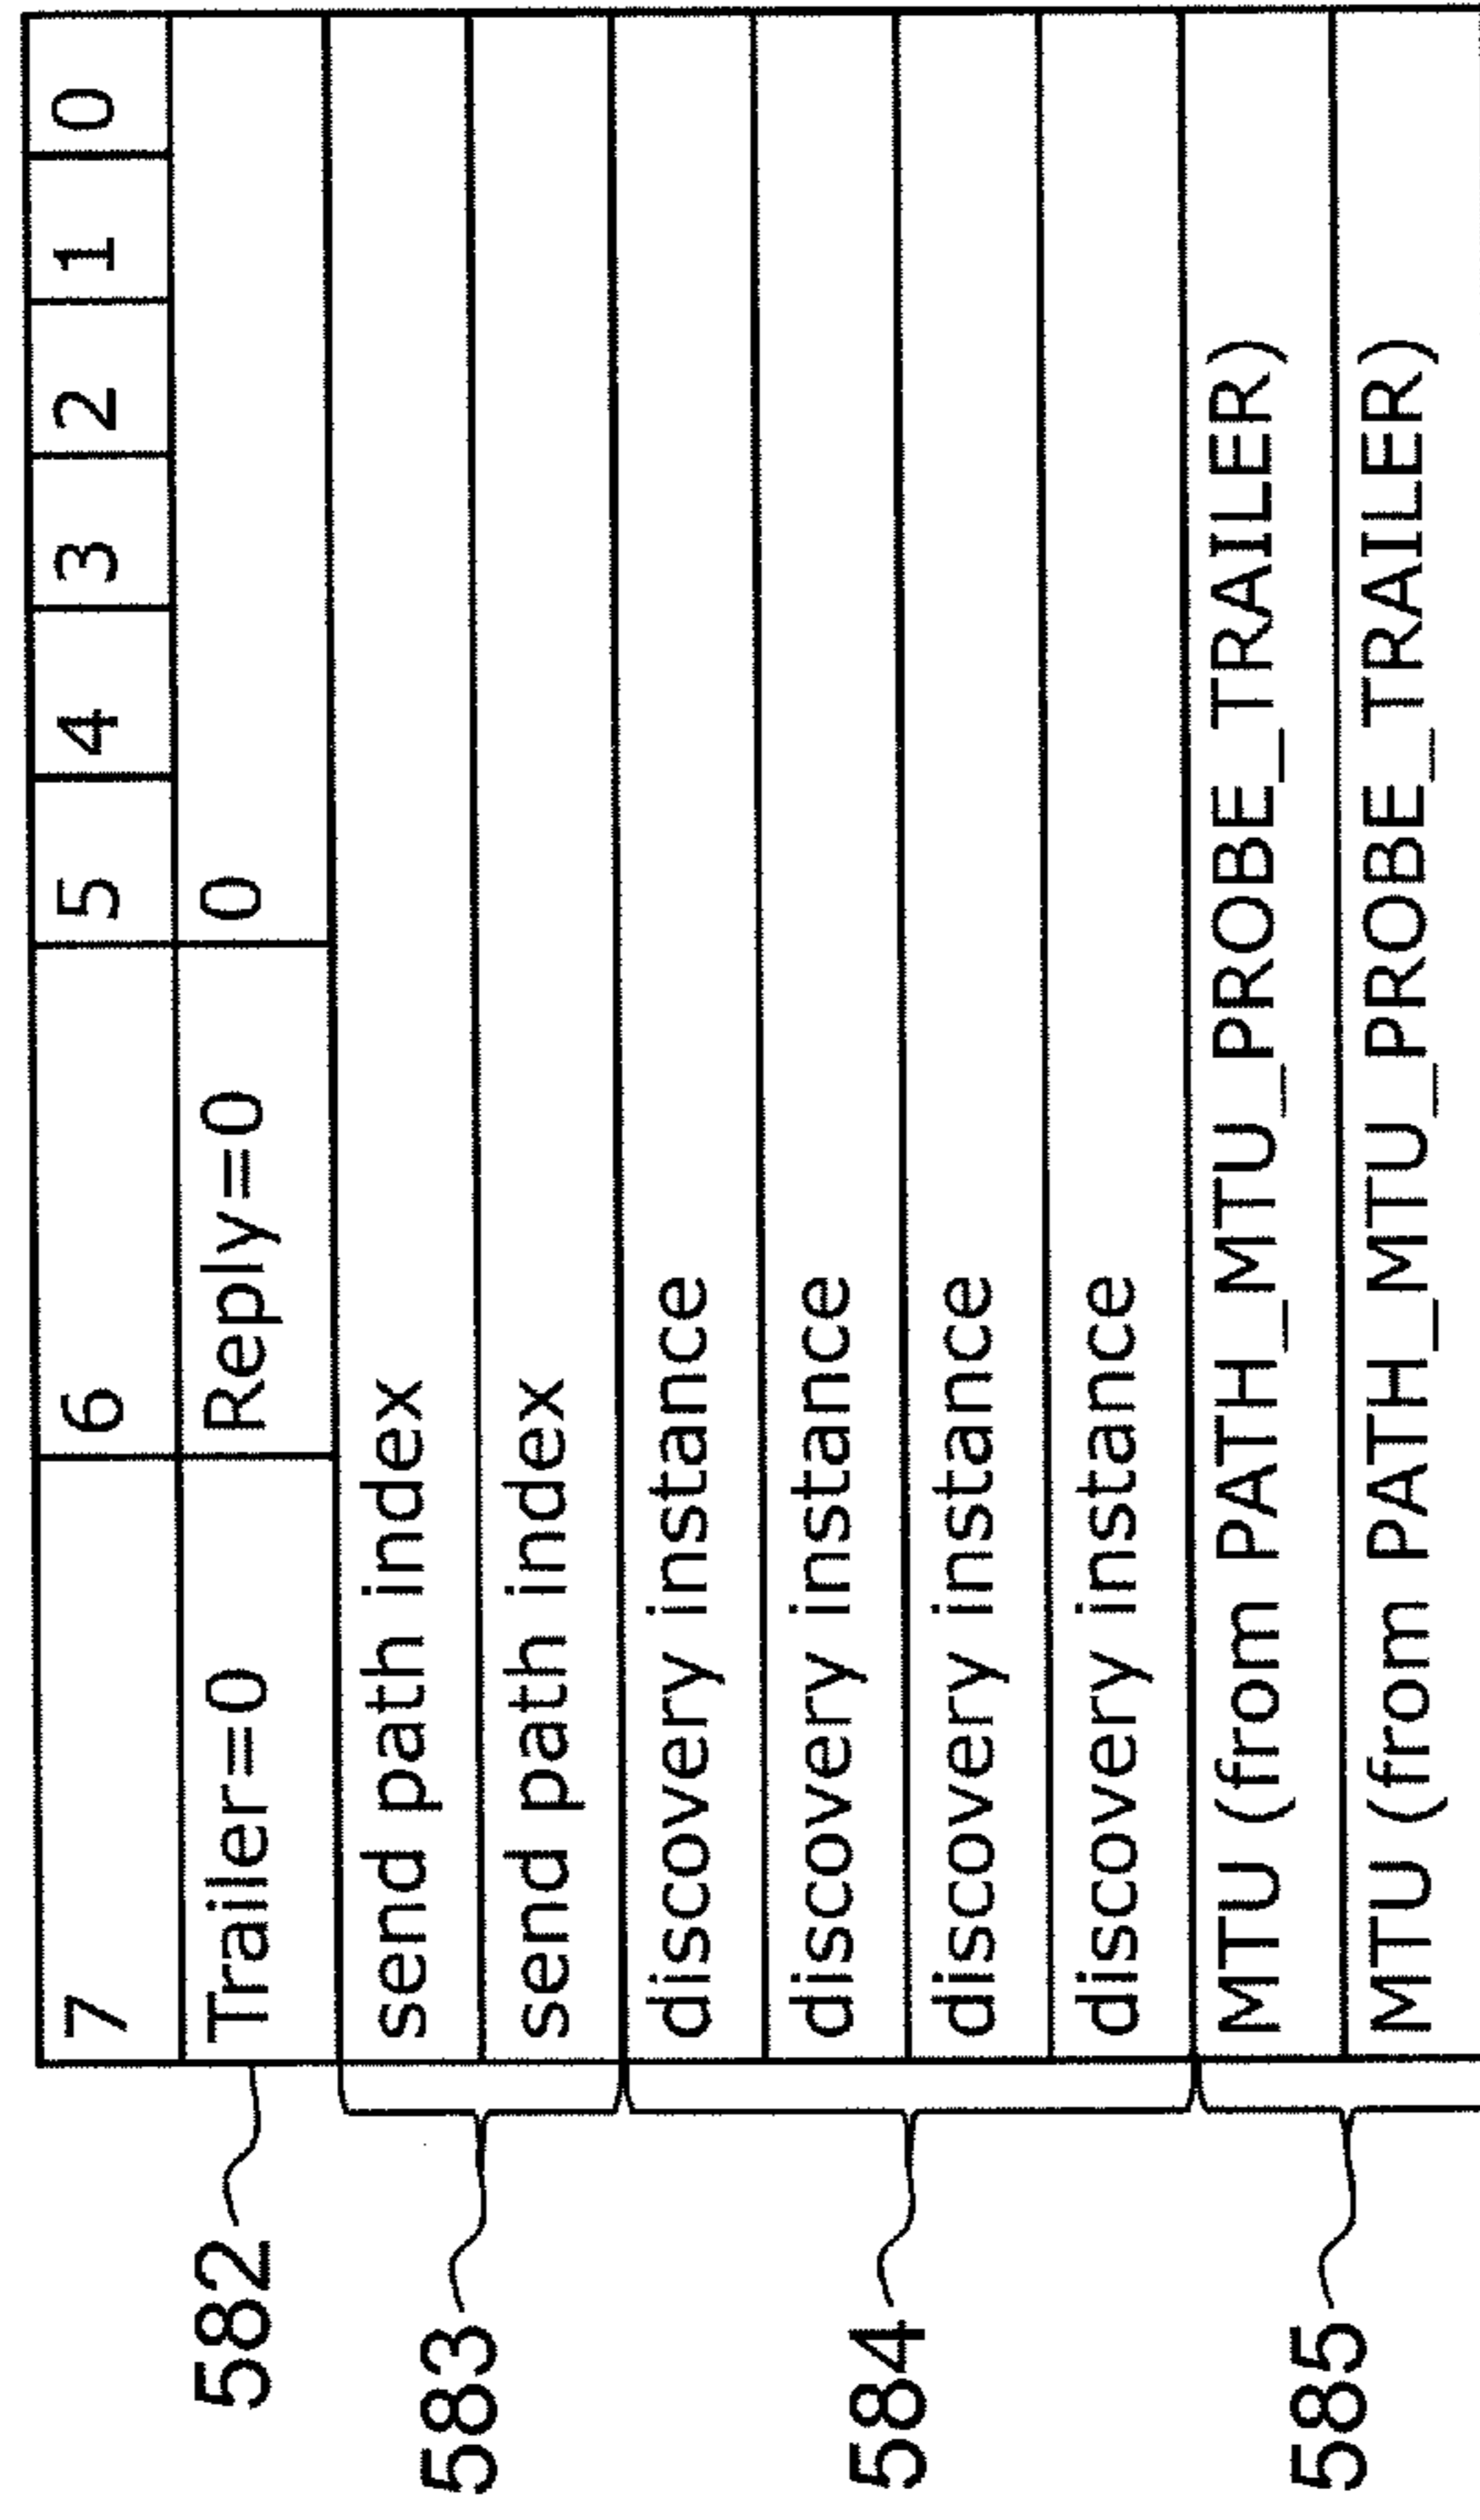 7 6 5 4 3 2 1 0
582 Trailer=0 Reply=0 0
583 send path index
send path index
584 discovery instance
discovery instance
discovery instance
discovery instance
585 MTU (from PATH_MTU_PROBE_TRAILER)
MTU (from PATH_MTU_PROBE_TRAILER)